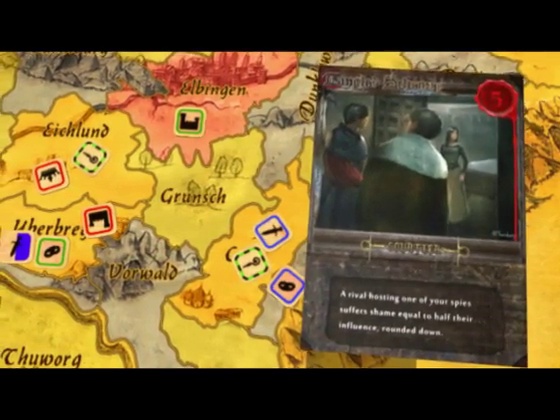 Elbingen
Eichlund
Grunsch
Vorwald
Thuworg
5
COURTIER
A rival hosting one of your spies
suffers shame equal to half their
influence, rounded down.